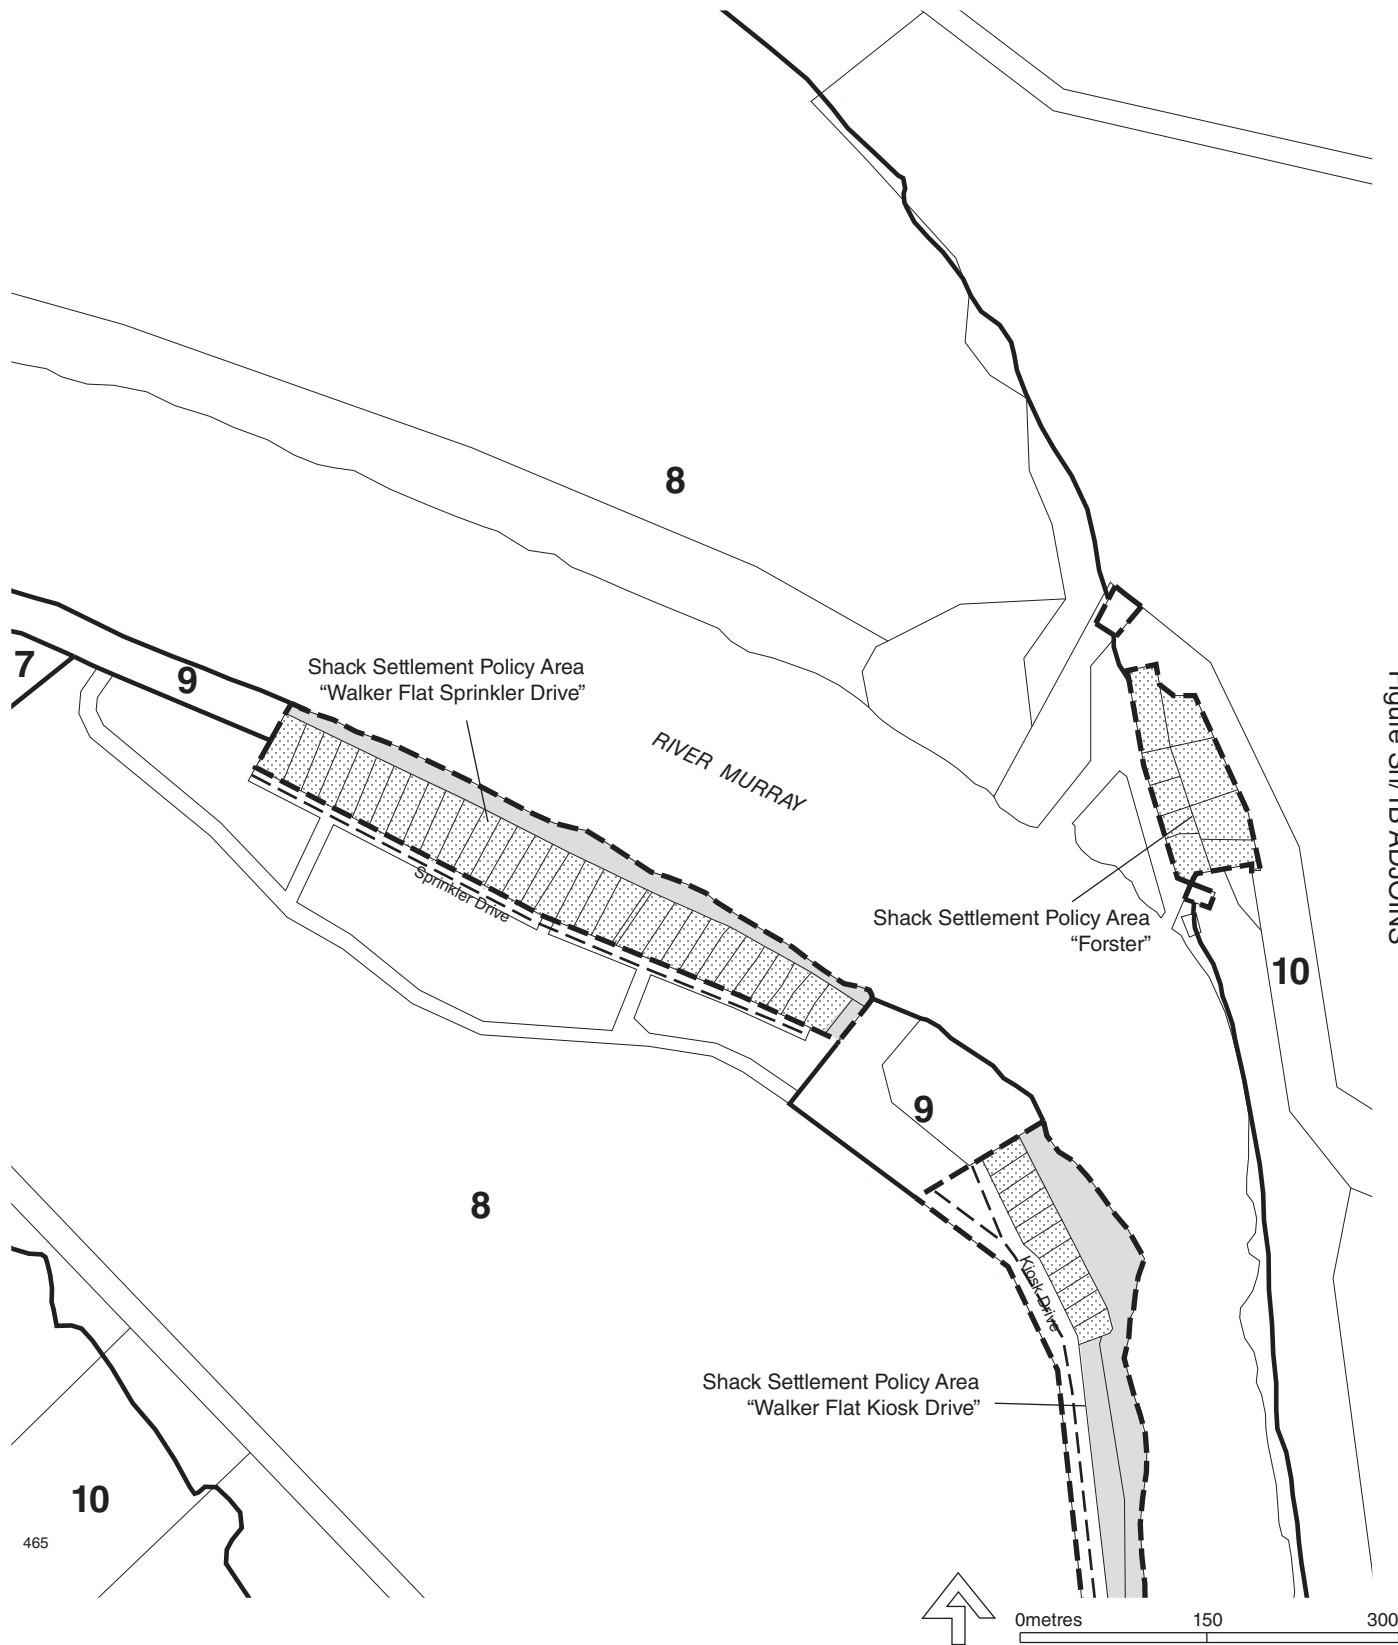 8
7
9
Shack Settlement Policy Area
“Walker Flat Sprinkler Drive”
RIVER MURRAY
Sprinkler Drive
Shack Settlement Policy Area
“Forster”
10
9
8
Kiosk Drive
Shack Settlement Policy Area
“Walker Flat Kiosk Drive”
10
465
0metres 150 300
ADJOINS